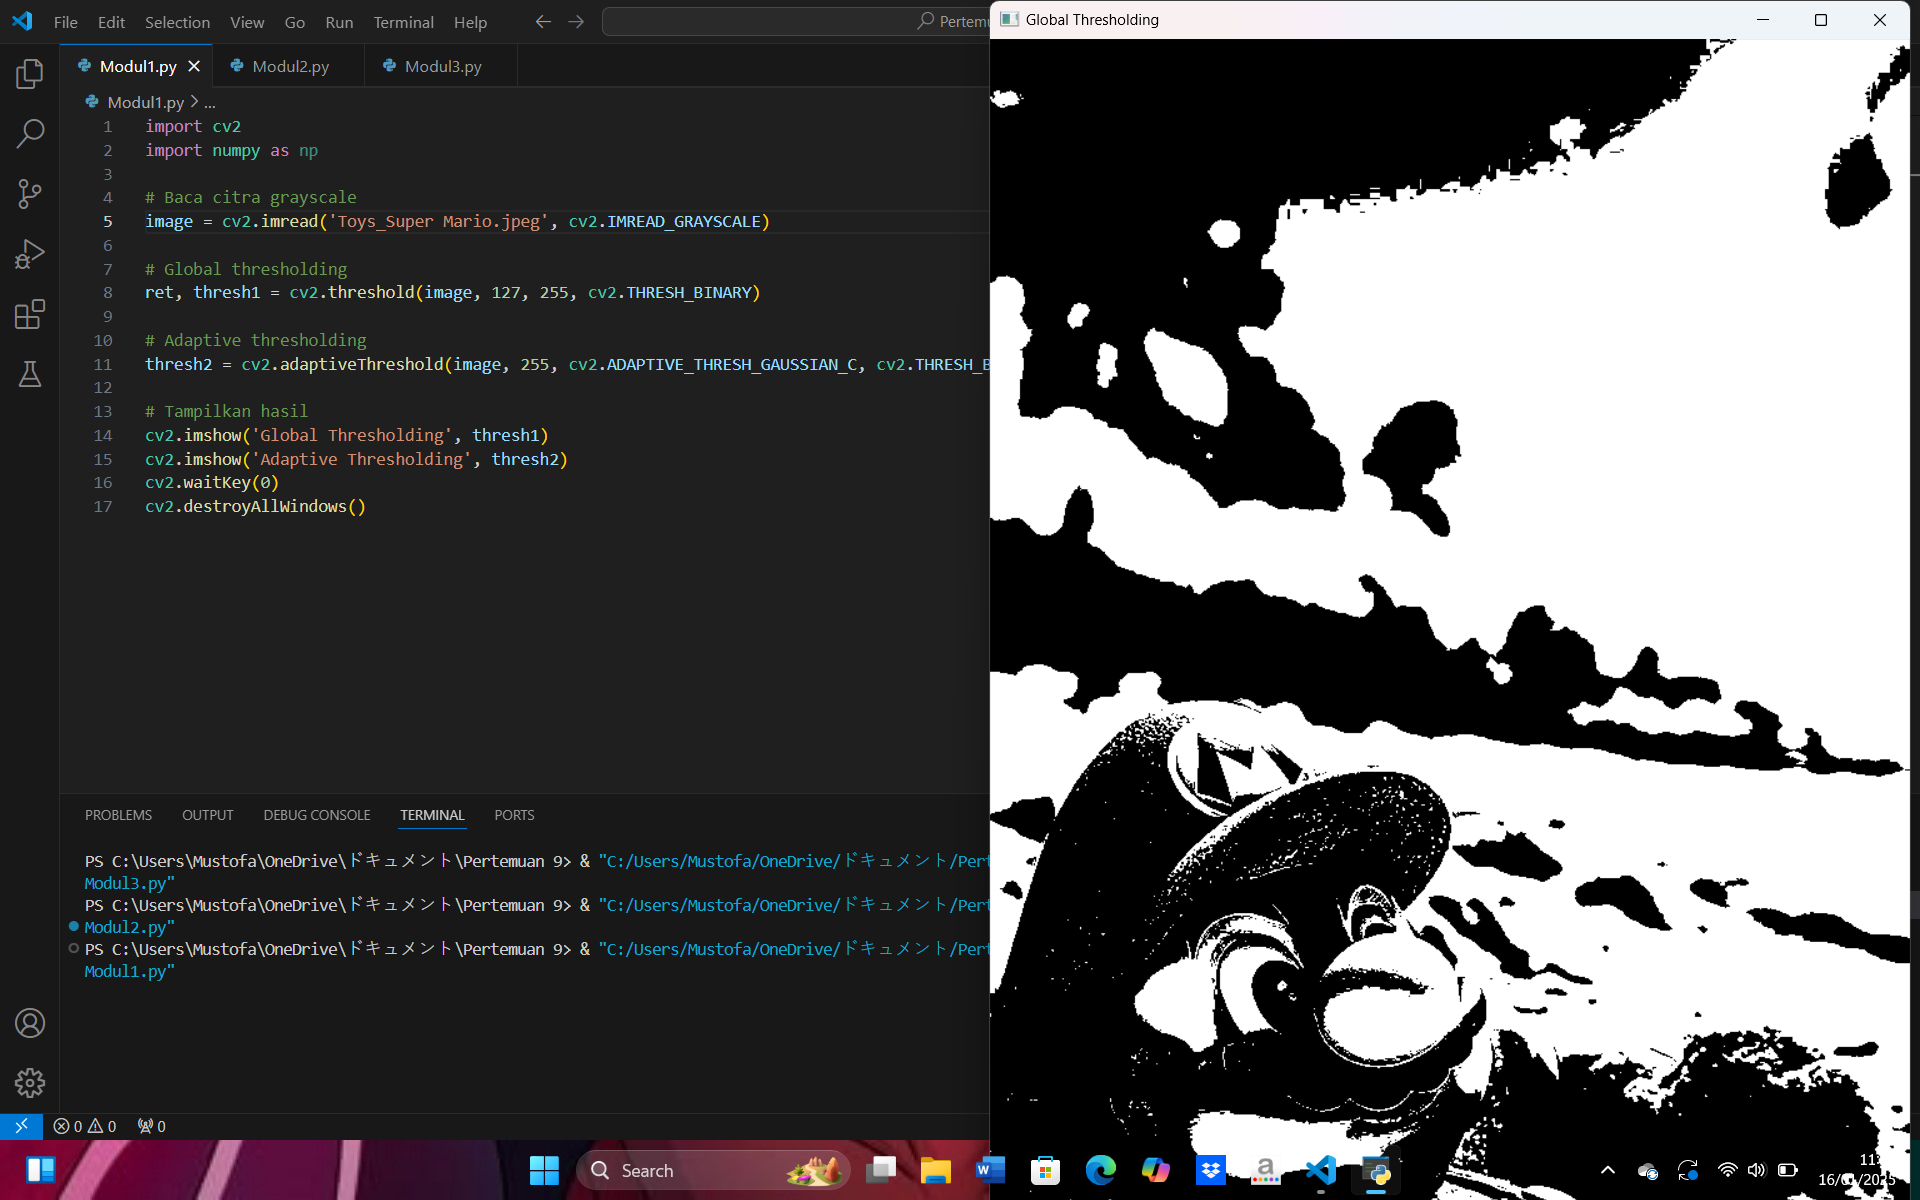 File Edit Selection View Go Run Terminal Help
Global Thresholding
Modul1.py Modul2.py Modul3.py
Modul1.py > ...
1 import cv2
2 import numpy as np
3
4 # Baca citra grayscale
5 image = cv2.imread('Toys_Super Mario.jpeg', cv2.IMREAD_GRAYSCALE)
6
7 # Global thresholding
8 ret, thresh1 = cv2.threshold(image, 127, 255, cv2.THRESH_BINARY)
9
10 # Adaptive thresholding
11 thresh2 = cv2.adaptiveThreshold(image, 255, cv2.ADAPTIVE_THRESH_GAUSSIAN_C, cv2.THRESH_B
12
13 # Tampilkan hasil
14 cv2.imshow('Global Thresholding', thresh1)
15 cv2.imshow('Adaptive Thresholding', thresh2)
16 cv2.waitKey(0)
17 cv2.destroyAllWindows()
PROBLEMS OUTPUT DEBUG CONSOLE TERMINAL PORTS
PS C:\Users\Mustofa\OneDrive\ドキュメント\Pertemuan 9> & "C:/Users/Mustofa/OneDrive/ドキュメント/Pert
Modul3.py"
PS C:\Users\Mustofa\OneDrive\ドキュメント\Pertemuan 9> & "C:/Users/Mustofa/OneDrive/ドキュメント/Pert
Modul2.py"
PS C:\Users\Mustofa\OneDrive\ドキュメント\Pertemuan 9> & "C:/Users/Mustofa/OneDrive/ドキュメント/Pert
Modul1.py"
0 0 0
Search